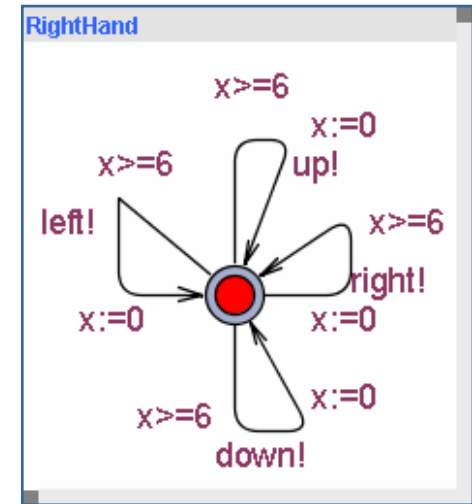 RightHand
x>=6
x:=0
up!
x>=6
left!
x:=0
x>=6
right!
x:=0
x>=6
x:=0
down!